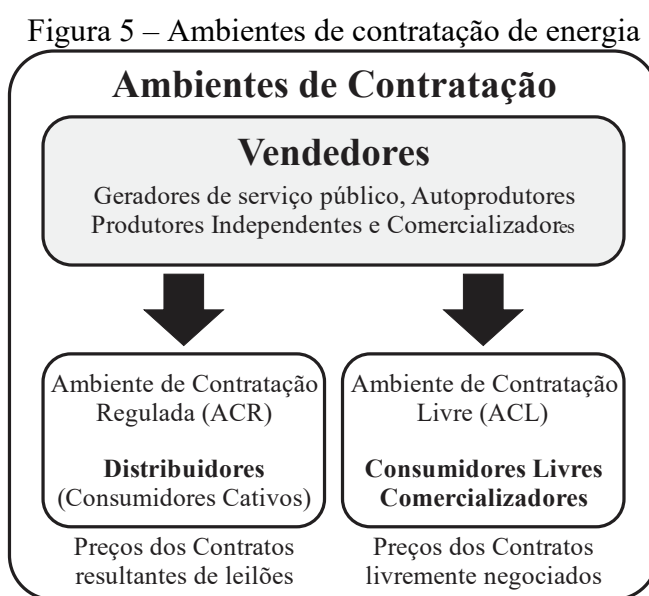 Figura 5 – Ambientes de contratação de energia
Ambientes de Contratação
Vendedores
Geradores de serviço público, Autoprodutores
Produtores Independentes e Comercializadores
Ambiente de Contratação
Regulada (ACR)
Distribuidores
(Consumidores Cativos)
Preços dos Contratos
resultantes de leilões
Ambiente de Contratação
Livre (ACL)
Consumidores Livres
Comercializadores
Preços dos Contratos
livremente negociados